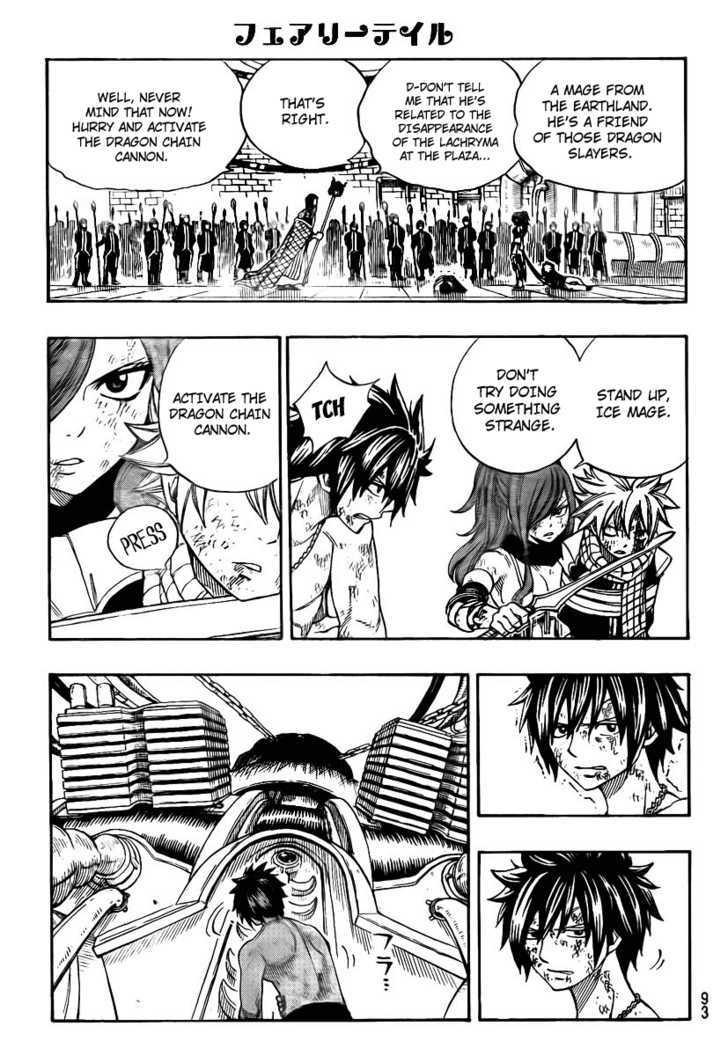 フェアリーテイル
A MAGE FROM
THE EARTHLAND.
HE'S A FRIEND
OF THOSE DRAGON
SLAYERS.
D-DON'T TELL
ME THAT HE'S
RELATED TO THE
DISAPPEARANCE
OF THE LACHRYMA
AT THE PLAZA...
THAT'S
RIGHT.
WELL, NEVER
MIND THAT NOW!
HURRY AND ACTIVATE
THE DRAGON CHAIN
CANNON.
STAND UP,
ICE MAGE.
DON'T
TRY DOING
SOMETHING
STRANGE.
TCH
ACTIVATE THE
DRAGON CHAIN
CANNON.
PRESS
フラ…
93